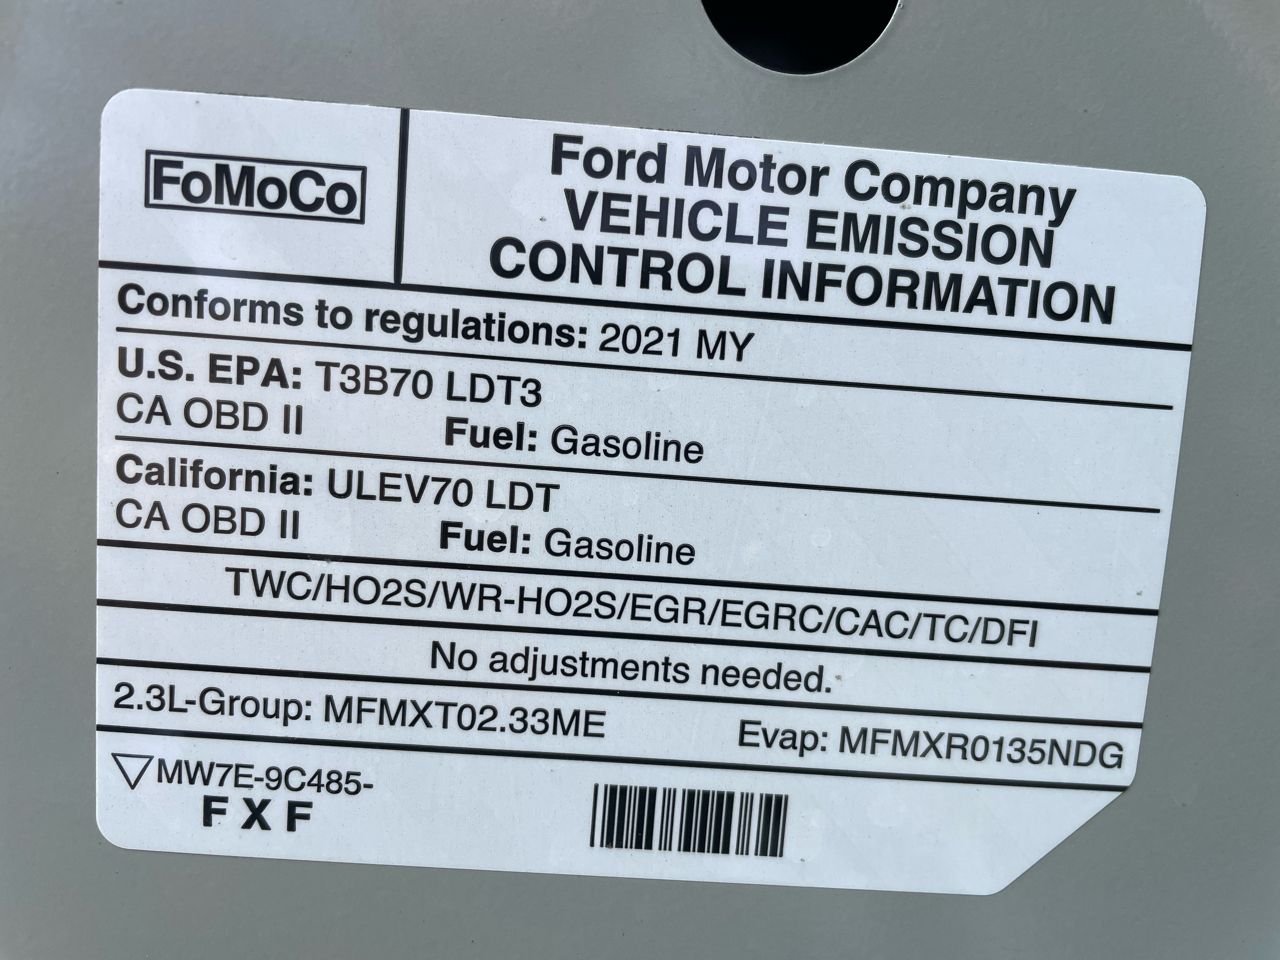 FoMoCo
Ford Motor Company
VEHICLE EMISSION
CONTROL INFORMATION
Conforms to regulations: 2021 MY
U.S. EPA: T3B70 LDT3
CA OBD II Fuel: Gasoline
California: ULEV70 LDT
CA OBD II Fuel: Gasoline
TWC/HO2S/WR-HO2S/EGR/EGRC/CAC/TC/DFI
No adjustments needed.
2.3L-Group: MFMXT02.33ME Evap: MFMXR0135NDG
MW7E-9C485-
F X F